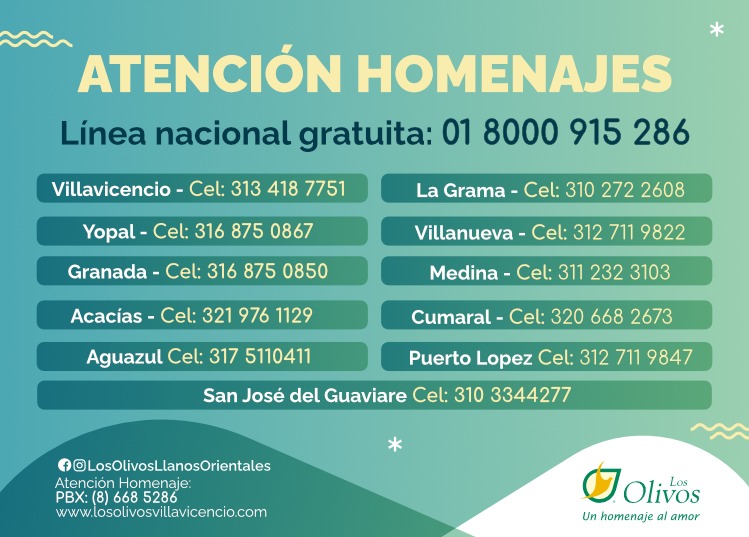 ATENCIÓN HOMENAJES
Línea nacional gratuita: 01 8000 915 286
Villavicencio - Cel: 313 418 7751
La Grama - Cel: 310 272 2608
Yopal - Cel: 316 875 0867
Villanueva - Cel: 312 711 9822
Granada - Cel: 316 875 0850
Medina - Cel: 311 232 3103
Acacías - Cel: 321 976 1129
Cumaral - Cel: 320 668 2673
Aguazul Cel: 317 5110411
Puerto Lopez Cel: 312 711 9847
San José del Guaviare Cel: 310 3344277
LosOlivosLlanosOrientales
Atención Homenaje:
PBX: (8) 668 5286
www.losolivosvillavicencio.com
Los
Olivos
Un homenaje al amor